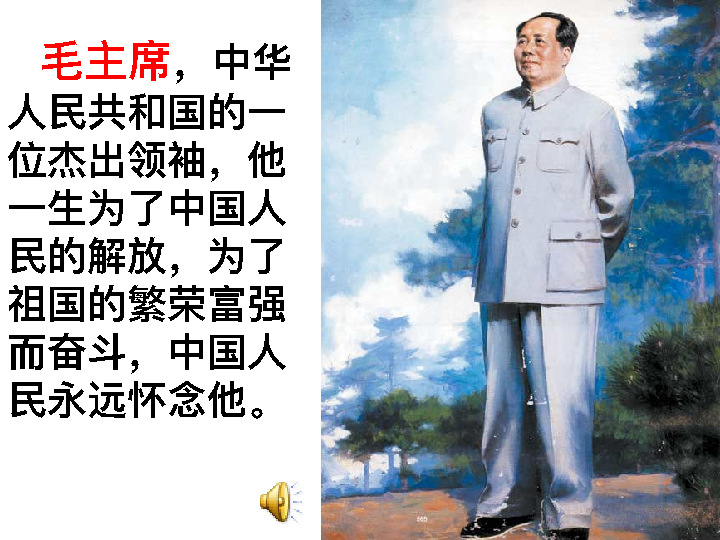 毛主席，中华
人民共和国的一
位杰出领袖，他
一生为了中国人
民的解放，为了
祖国的繁荣富强
而奋斗，中国人
民永远怀念他。